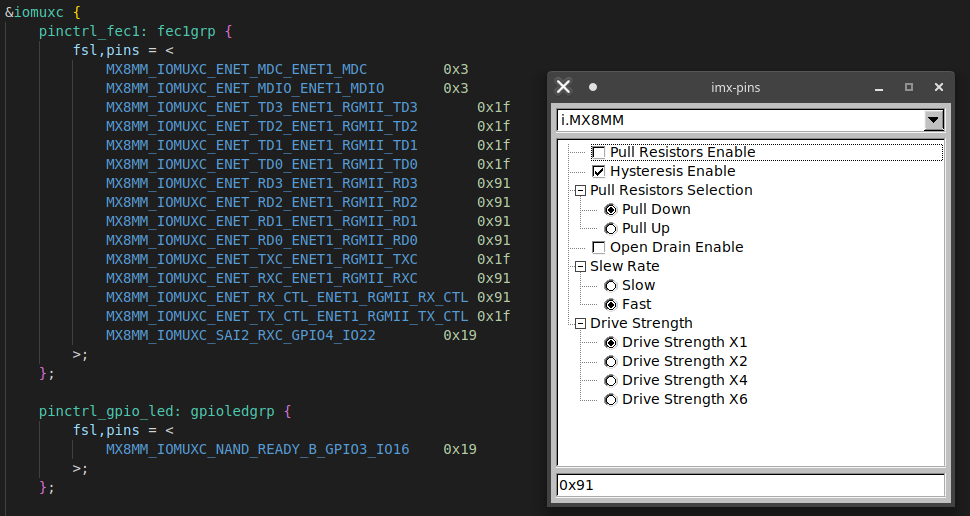 &iomuxc {
pinctrl_fec1: fec1grp {
fsl,pins = <
MX8MM_IOMUXC_ENET_MDC_ENET1_MDC 0x3
MX8MM_IOMUXC_ENET_MDIO_ENET1_MDIO 0x3
MX8MM_IOMUXC_ENET_TD3_ENET1_RGMII_TD3 0x1f
MX8MM_IOMUXC_ENET_TD2_ENET1_RGMII_TD2 0x1f
MX8MM_IOMUXC_ENET_TD1_ENET1_RGMII_TD1 0x1f
MX8MM_IOMUXC_ENET_TD0_ENET1_RGMII_TD0 0x1f
MX8MM_IOMUXC_ENET_RD3_ENET1_RGMII_RD3 0x91
MX8MM_IOMUXC_ENET_RD2_ENET1_RGMII_RD2 0x91
MX8MM_IOMUXC_ENET_RD1_ENET1_RGMII_RD1 0x91
MX8MM_IOMUXC_ENET_RD0_ENET1_RGMII_RD0 0x91
MX8MM_IOMUXC_ENET_TXC_ENET1_RGMII_TXC 0x1f
MX8MM_IOMUXC_ENET_RXC_ENET1_RGMII_RXC 0x91
MX8MM_IOMUXC_ENET_RX_CTL_ENET1_RGMII_RX_CTL 0x91
MX8MM_IOMUXC_ENET_TX_CTL_ENET1_RGMII_TX_CTL 0x1f
MX8MM_IOMUXC_SAI2_RXC_GPIO4_IO22 0x19
>;
};
pinctrl_gpio_led: gpioledgrp {
fsl,pins = <
MX8MM_IOMUXC_NAND_READY_B_GPIO3_IO16 0x19
>;
};
imx-pins
i.MX8MM
Pull Resistors Enable
Hysteresis Enable
Pull Resistors Selection
Pull Down
Pull Up
Open Drain Enable
Slew Rate
Slow
Fast
Drive Strength
Drive Strength X1
Drive Strength X2
Drive Strength X4
Drive Strength X6
0x91